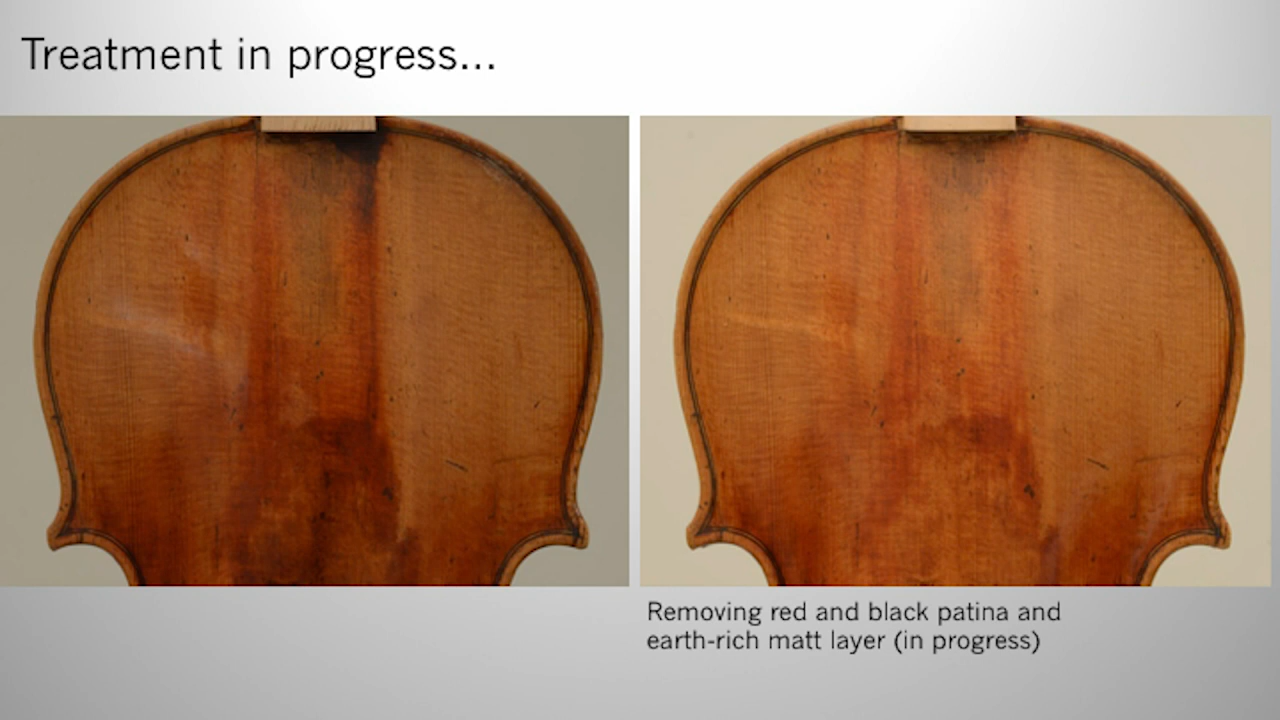 Treatment in progress...
Removing red and black patina and
earth-rich matt layer (in progress)